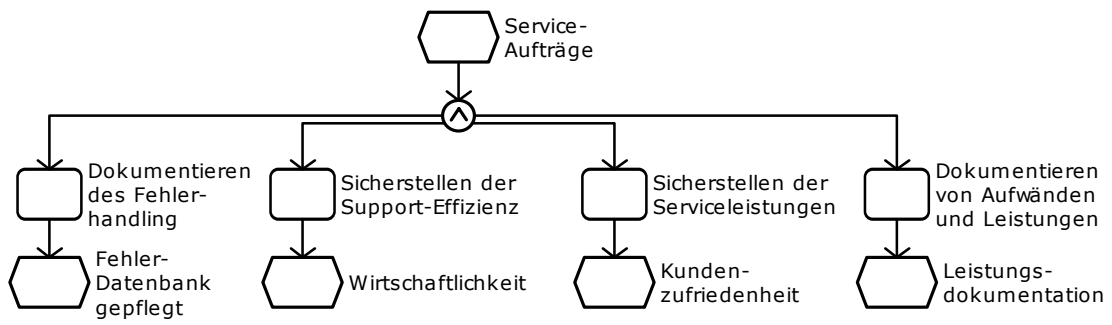 Service-
Aufträge
Dokumentieren
des Fehler-
handling
Sicherstellen der
Support-Effizienz
Sicherstellen der
Serviceleistungen
Dokumentieren
von Aufwänden
und Leistungen
Fehler-
Datenbank
gepflegt
Wirtschaftlichkeit
Kunden-
zufriedenheit
Leistungs-
dokumentation